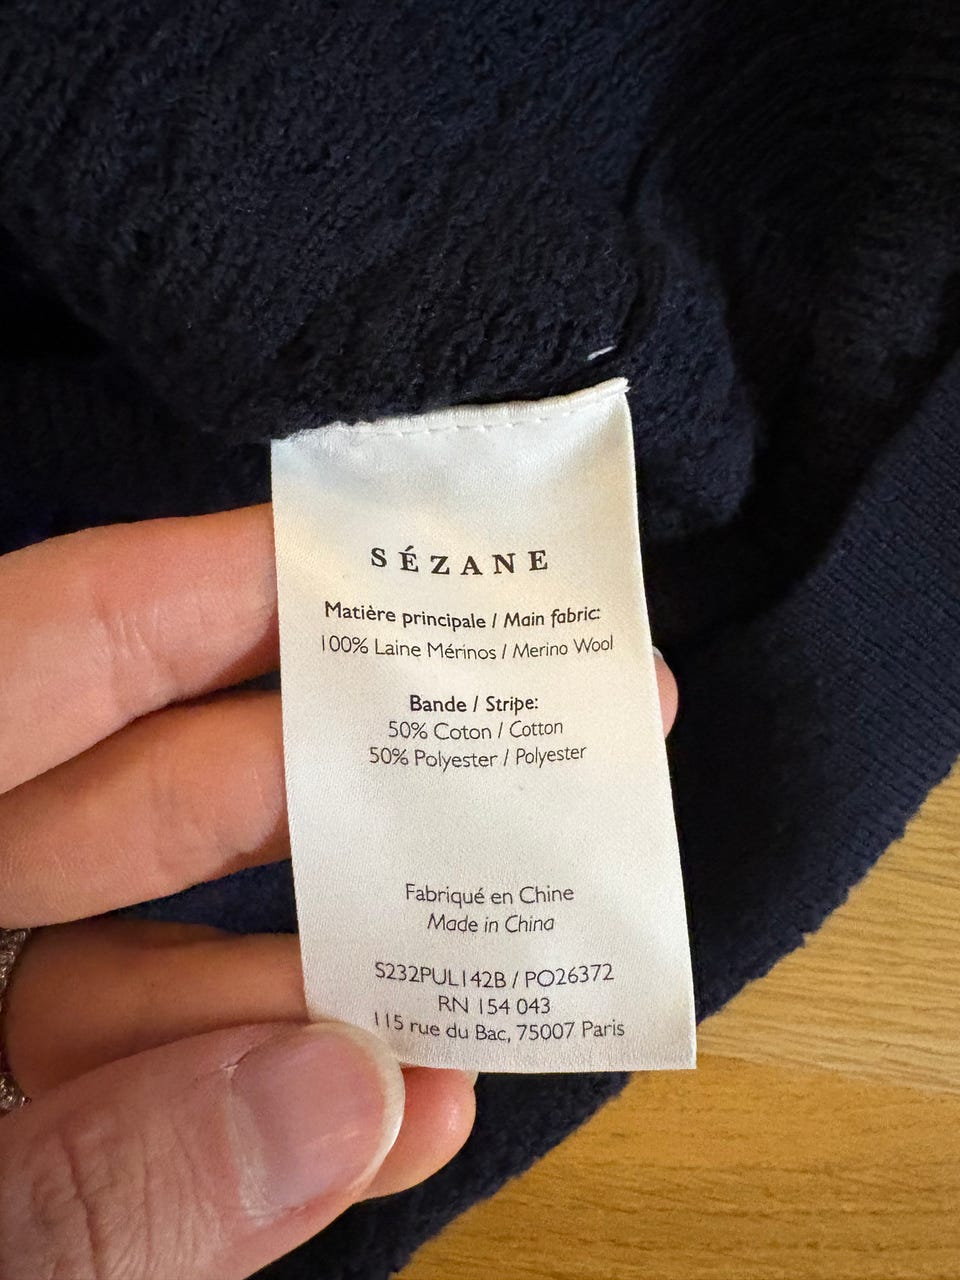 SÉZANE
Matière principale / Main fabric:
100% Laine Mérinos / Merino Wool
Bande / Stripe:
50% Coton / Cotton
50% Polyester / Polyester
Fabriqué en Chine
Made in China
S232PUL142B / PO26372
RN 154 043
115 rue du Bac, 75007 Paris